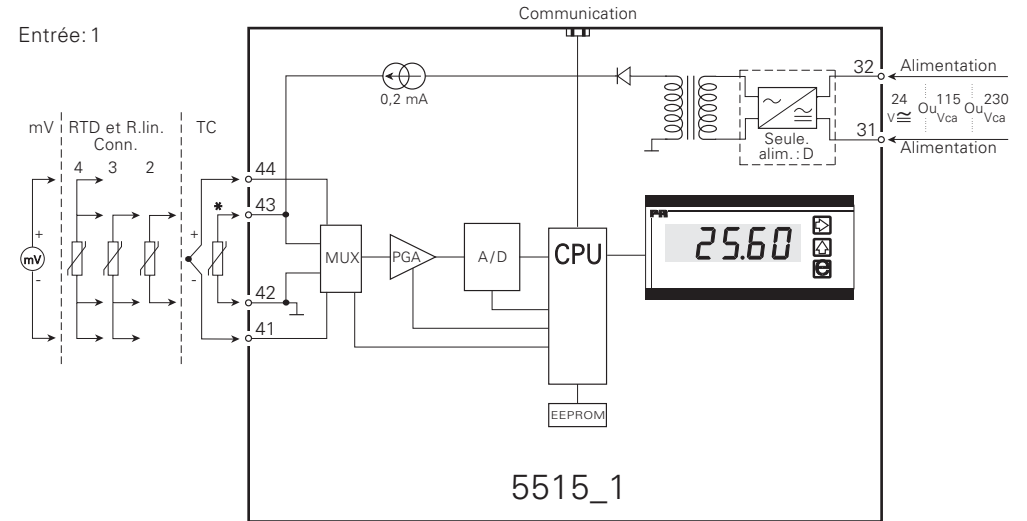 Communication
Entrée: 1
32 Alimentation
0,2 mA
24 V≅ Ou 115 Vca Ou 230 Vca
31 Alimentation
Seule. alim.: D
mV RTD et R.lin. Conn. TC
4 3 2
44
* 43
42
41
+
mV
-
+
-
MUX
PGA
A/D
CPU
EEPROM
PR
25.60
e
5515_1